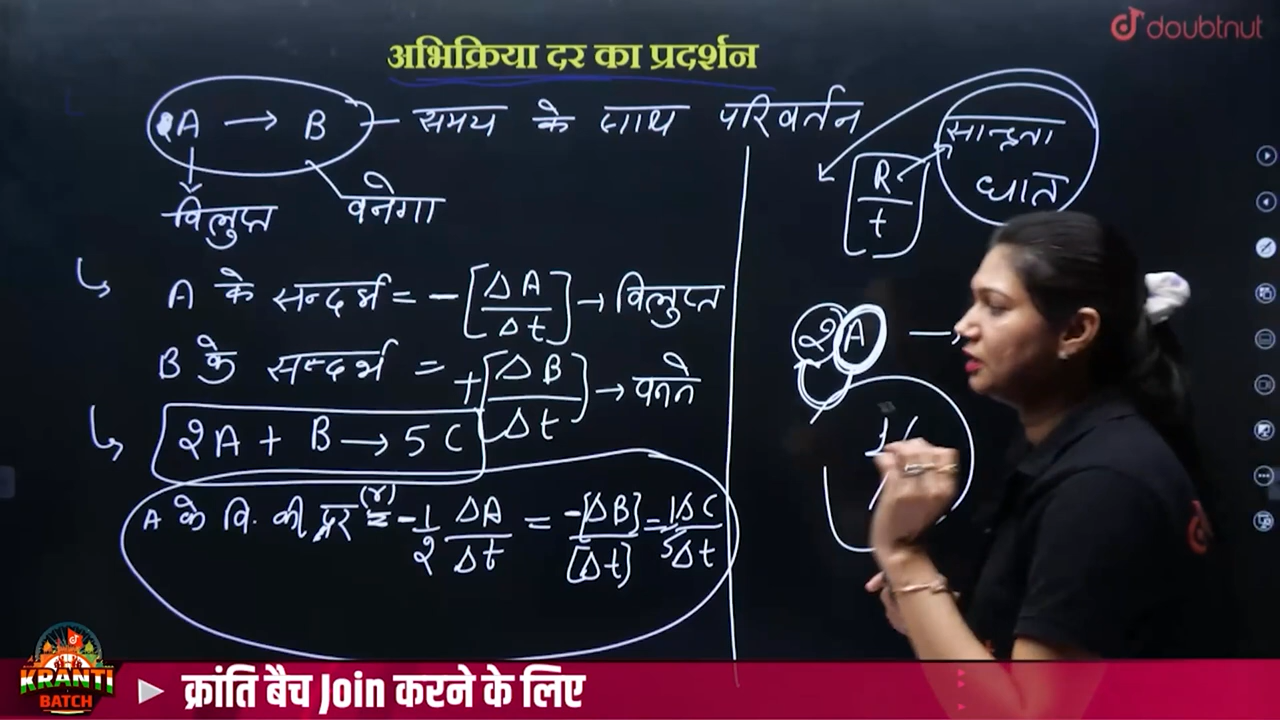 doubtnut
अभिक्रिया दर का प्रदर्शन
A → B – समय के साथ परिवर्तन
विलुप्त बनेगा
सान्द्रता
घात
R/t
A के सन्दर्भ = -[ΔA/Δt] → विलुप्त
B के सन्दर्भ = +[ΔB/Δt] → बनने
2A + B → 5C
A के वि. की दर (r) = -1/2 ΔA/Δt = -[ΔB]/[Δt] = 1/5 ΔC/Δt
2A →
KRANTI
BATCH
क्रांति बैच Join करने के लिए